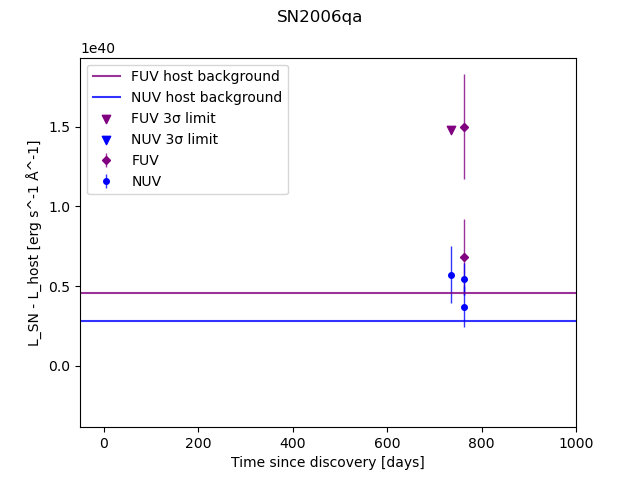 SN2006qa
1e40
FUV host background
NUV host background
FUV 3σ limit
NUV 3σ limit
FUV
NUV
1.5
1.0
0.5
0.0
L_SN - L_host [erg s^-1 Å^-1]
0
200
400
600
800
1000
Time since discovery [days]